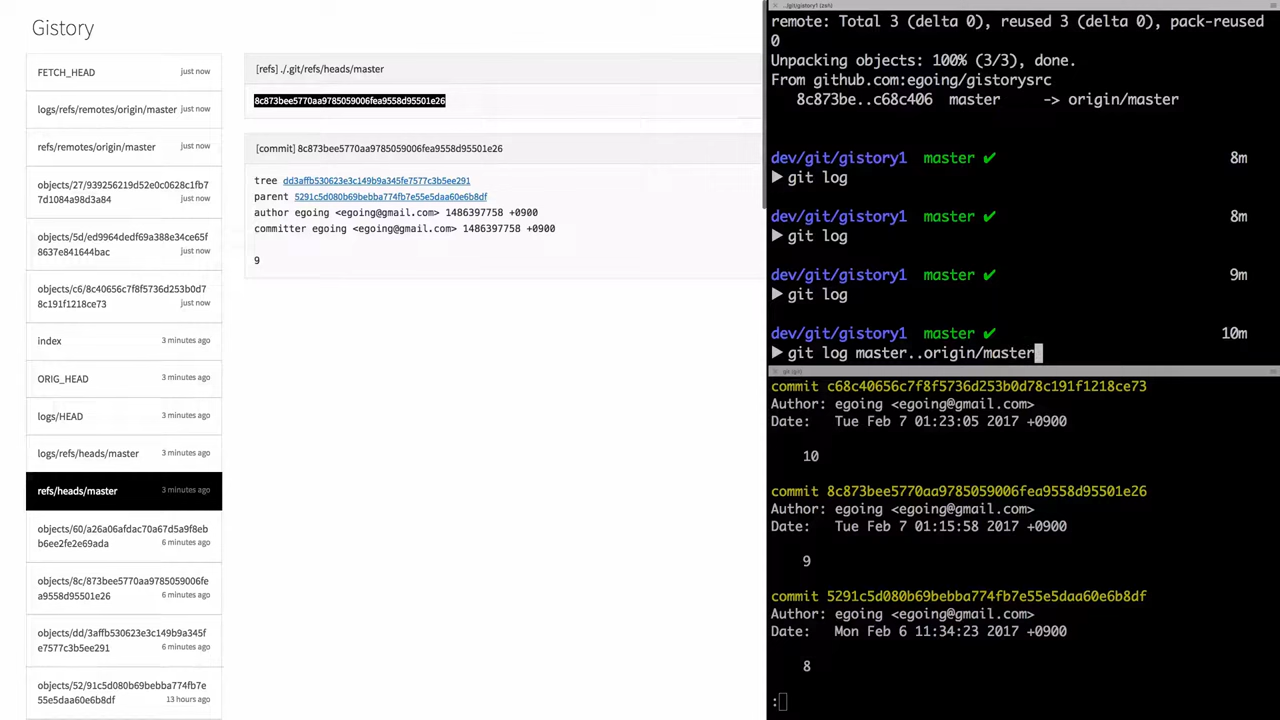 Gistory
FETCH_HEAD just now
logs/refs/remotes/origin/master just now
refs/remotes/origin/master just now
objects/27/939256219d52e0c0628c1fb7
7d1084a98d3a84 just now
objects/5d/ed9964dedf69a388e34ce65f
8637de841644bac just now
objects/c6/8c40656c7f8f5736d253b0d7
8c191f1218ce73 just now
index 3 minutes ago
ORIG_HEAD 3 minutes ago
logs/HEAD 3 minutes ago
logs/refs/heads/master 3 minutes ago
refs/heads/master 3 minutes ago
objects/60/a26a06afdac70a67d5a9f8eb
b6ee2fe2e69ada 6 minutes ago
objects/8c/873bee5770aa9785059006fe
a9558d95501e26 6 minutes ago
objects/dd/3affb530623e3c149b9a345f
e7577c3b5ee291 6 minutes ago
objects/52/91c5d080b69bebba774fb7e
55e5daa60e6b8df 13 hours ago
[refs] ./.git/refs/heads/master
8c873bee5770aa9785059006fea9558d95501e26
[commit] 8c873bee5770aa9785059006fea9558d95501e26
tree dd3affb530623e3c149b9a345fe7577c3b5ee291
parent 5291c5d080b69bebba774fb7e55e5daa60e6b8df
author egoing <egoing@gmail.com> 1486397758 +0900
committer egoing <egoing@gmail.com> 1486397758 +0900
9
../git/gistory1 (zsh)
remote: Total 3 (delta 0), reused 3 (delta 0), pack-reused
0
Unpacking objects: 100% (3/3), done.
From github.com:egoing/gistorysrc
8c873be..c68c406 master -> origin/master
dev/git/gistory1 master ✔ 8m
▶ git log
dev/git/gistory1 master ✔ 8m
▶ git log
dev/git/gistory1 master ✔ 9m
▶ git log
dev/git/gistory1 master ✔ 10m
▶ git log master..origin/master
git (git)
commit c68c40656c7f8f5736d253b0d78c191f1218ce73
Author: egoing <egoing@gmail.com>
Date: Tue Feb 7 01:23:05 2017 +0900
10
commit 8c873bee5770aa9785059006fea9558d95501e26
Author: egoing <egoing@gmail.com>
Date: Tue Feb 7 01:15:58 2017 +0900
9
commit 5291c5d080b69bebba774fb7e55e5daa60e6b8df
Author: egoing <egoing@gmail.com>
Date: Mon Feb 6 11:34:23 2017 +0900
8
: